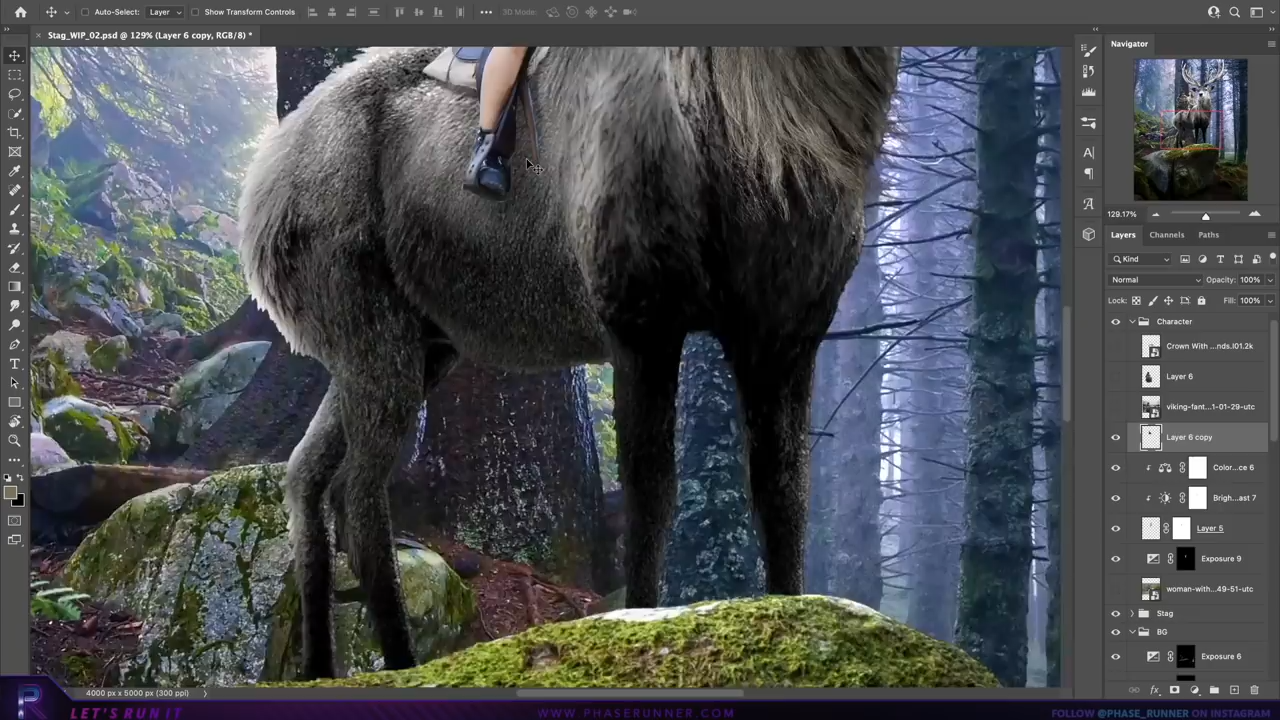 Auto-Select:
Layer
Show Transform Controls
3D Mode:
Stag_WIP_02.psd @ 129% (Layer 6 copy, RGB/8) *
Navigator
129.17%
Layers
Channels
Paths
Kind
Normal
Opacity: 100%
Lock:
Fill: 100%
Character
Crown With ...nds.I01.2k
Layer 6
viking-fant...1-01-29-utc
Layer 6 copy
Color...ce 6
Brigh...ast 7
Layer 5
Exposure 9
woman-with...49-51-utc
Stag
BG
Exposure 6
4000 px x 5000 px (300 ppi)
LET'S RUN IT
WWW.PHASERUNNER.COM
FOLLOW @PHASE_RUNNER ON INSTAGRAM